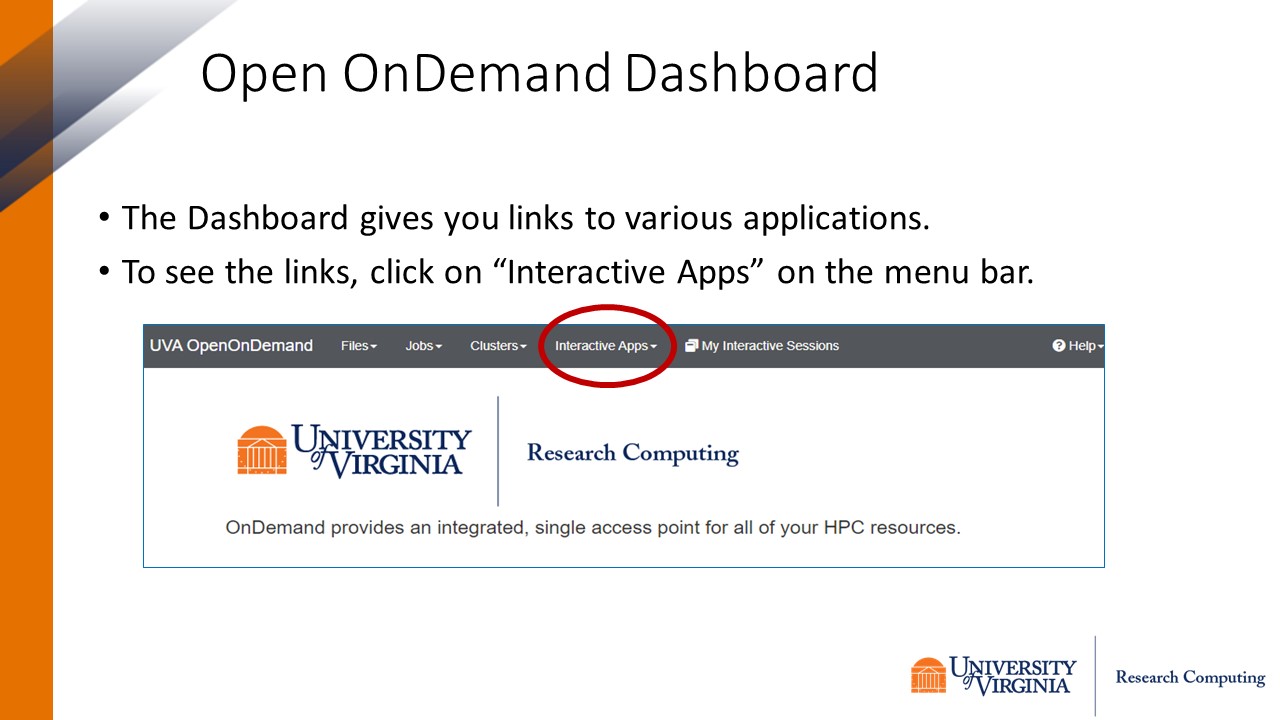 Open OnDemand Dashboard
• The Dashboard gives you links to various applications.
• To see the links, click on “Interactive Apps” on the menu bar.
UVA OpenOnDemand Files Jobs Clusters Interactive Apps My Interactive Sessions Help
UNIVERSITY
of VIRGINIA
Research Computing
OnDemand provides an integrated, single access point for all of your HPC resources.
UNIVERSITY
of VIRGINIA
Research Computing